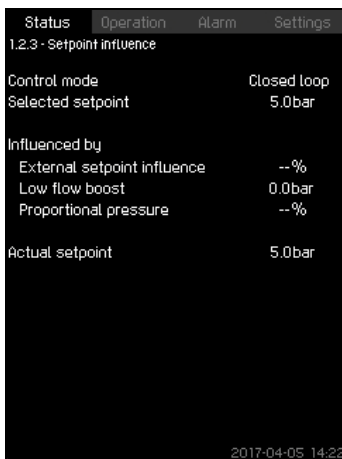 Status Operation Alarm Settings
1.2.3 - Setpoint influence
Control mode Closed loop
Selected setpoint 5.0bar
Influenced by
External setpoint influence --%
Low flow boost 0.0bar
Proportional pressure --%
Actual setpoint 5.0bar
2017-04-05 14:22